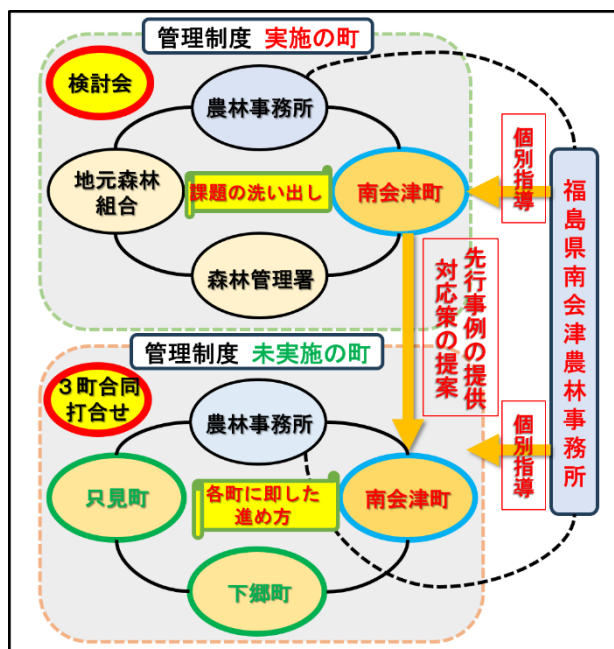 管理制度 実施の町
検討会
農林事務所
地元森林
組合
課題の洗い出し
南会津町
森林管理署
個別指導
福島県南会津農林事務所
先行事例の提供
対応策の提案
管理制度 未実施の町
３町合同
打合せ
農林事務所
只見町
各町に即した
進め方
南会津町
下郷町
個別指導